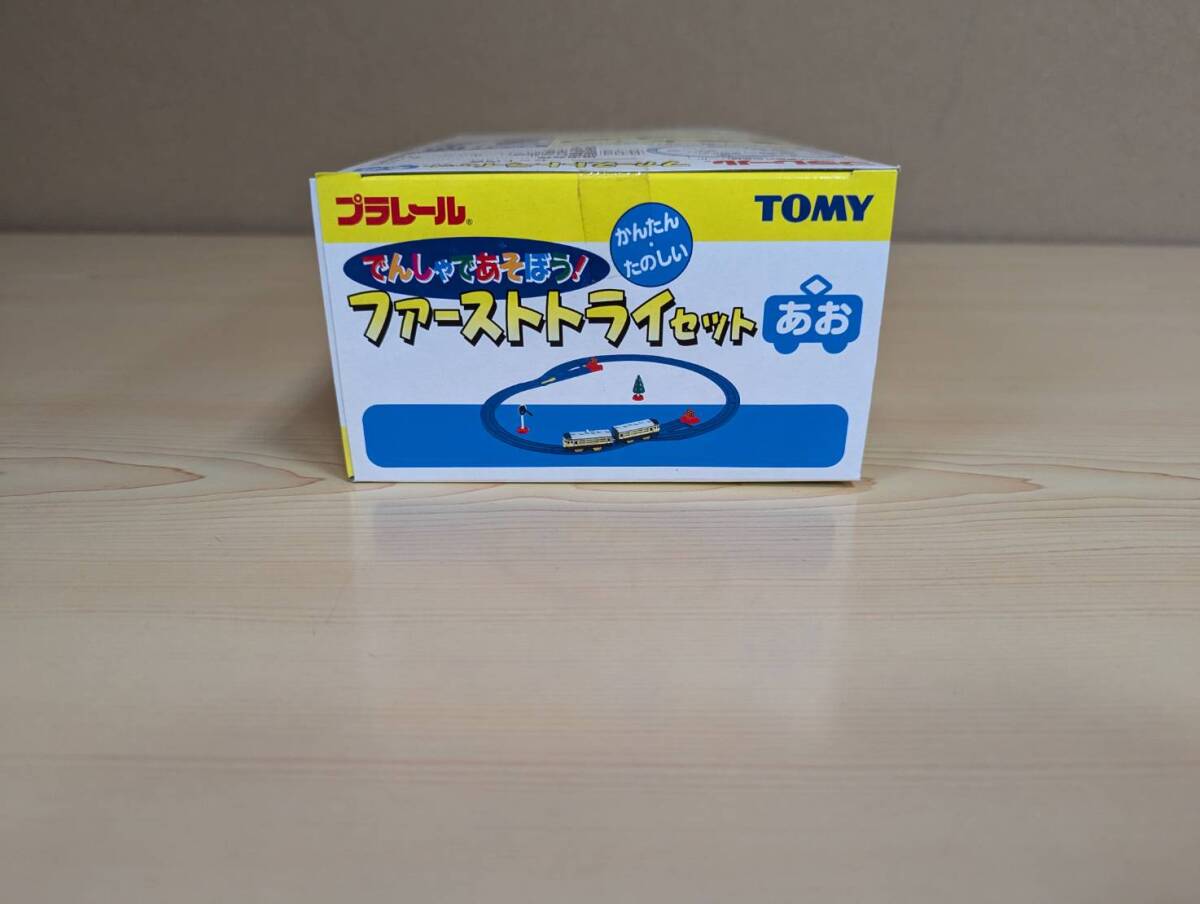 プラレール®
TOMY
かんたん・
たのしい
でんしゃであそぼう!
ファーストトライセット
あお